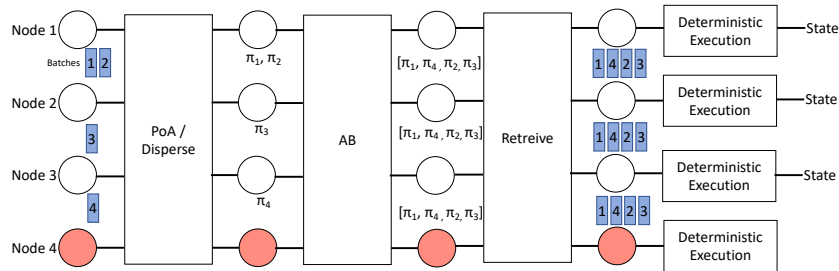 Node 1
Batches 1 2
Node 2
3
Node 3
4
Node 4
PoA /
Disperse
π1, π2
π3
π4
AB
[π1, π4 , π2, π3]
[π1, π4 , π2, π3]
[π1, π4 , π2, π3]
Retreive
1 4 2 3
1 4 2 3
1 4 2 3
Deterministic
Execution
State
Deterministic
Execution
State
Deterministic
Execution
State
Deterministic
Execution